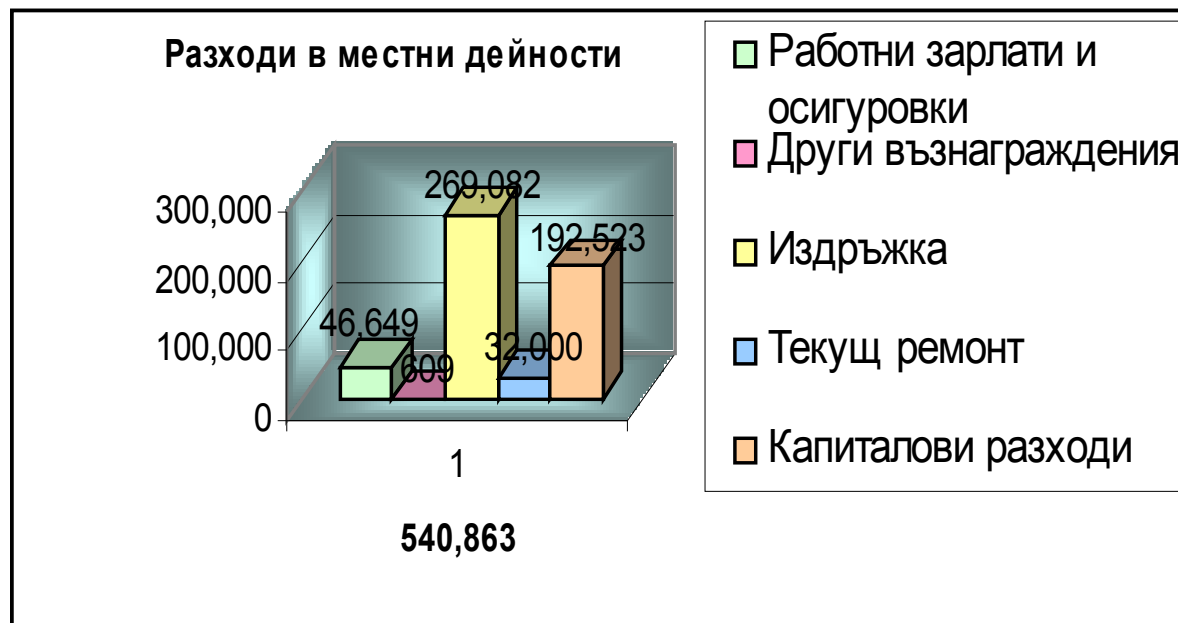 Разходи в местни дейности
300,000
200,000
100,000
0
46,649
609
269,082
32,000
192,523
1
540,863
Работни зарлати и
осигуровки
Други възнаграждения
Издръжка
Текущ ремонт
Капиталови разходи